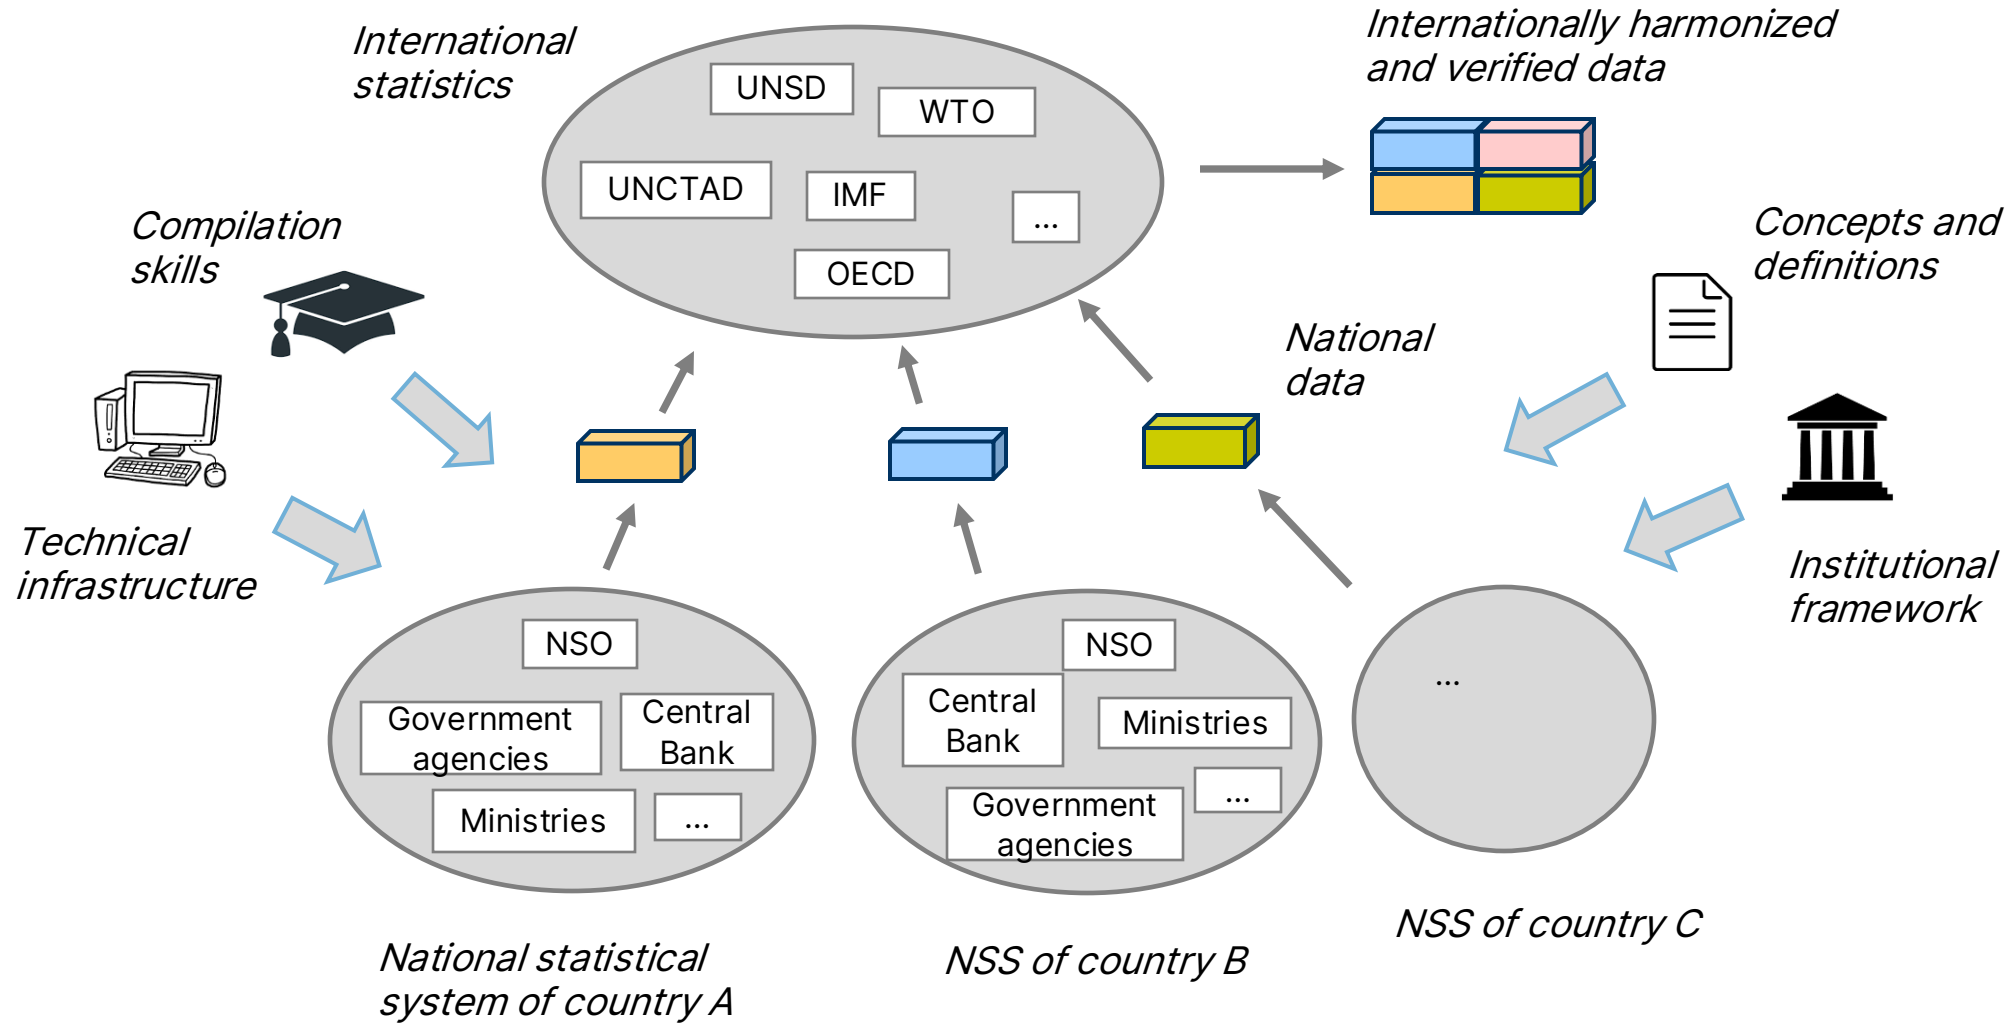 International
statistics
UNSD
WTO
UNCTAD
IMF
...
OECD
Internationally harmonized
and verified data
Compilation
skills
Concepts and
definitions
National
data
Technical
infrastructure
Institutional
framework
NSO
Government
agencies
Central
Bank
Ministries
...
National statistical
system of country A
NSO
Central
Bank
Ministries
...
Government
agencies
NSS of country B
...
NSS of country C